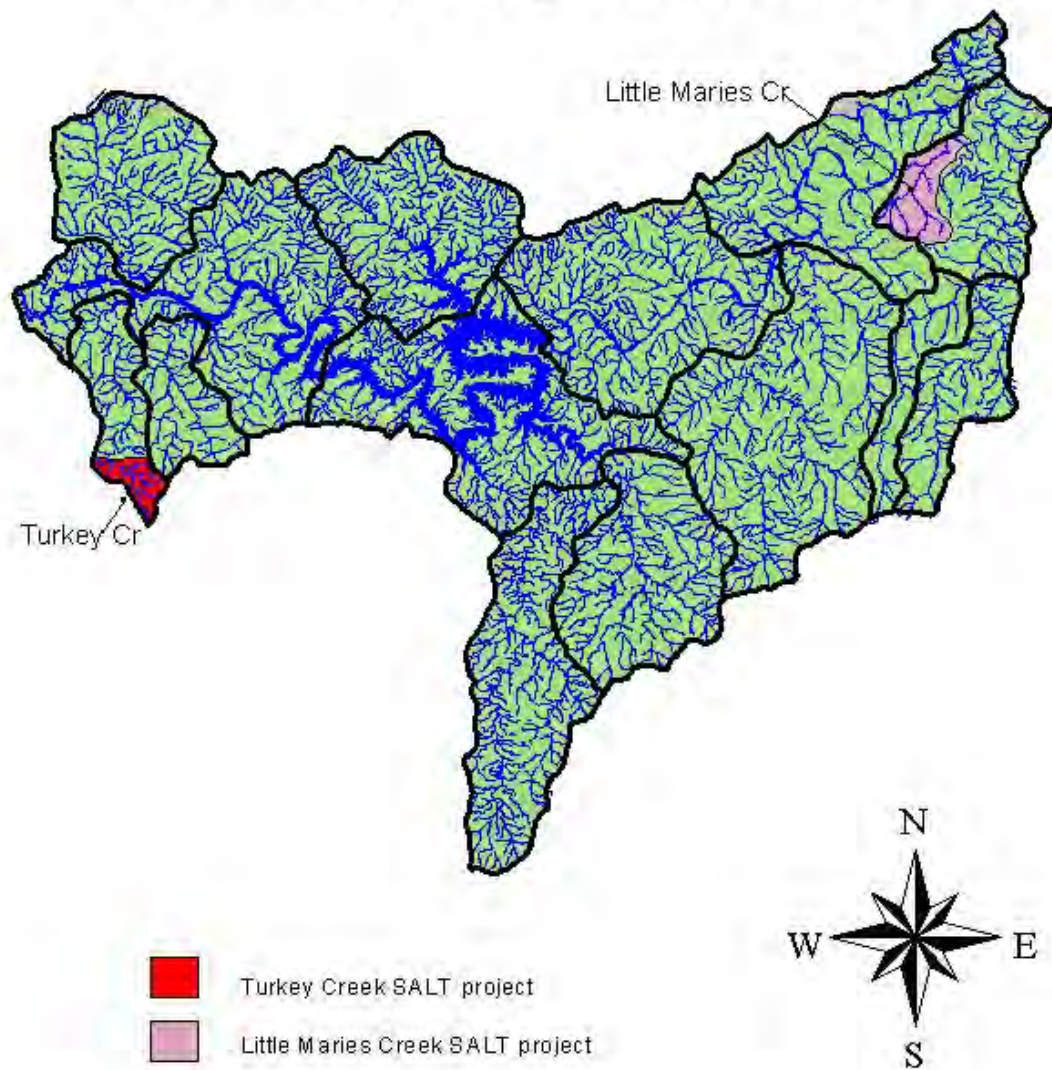 Little Maries Cr
Turkey Cr
N
W
E
S
Turkey Creek SALT project
Little Maries Creek SALT project